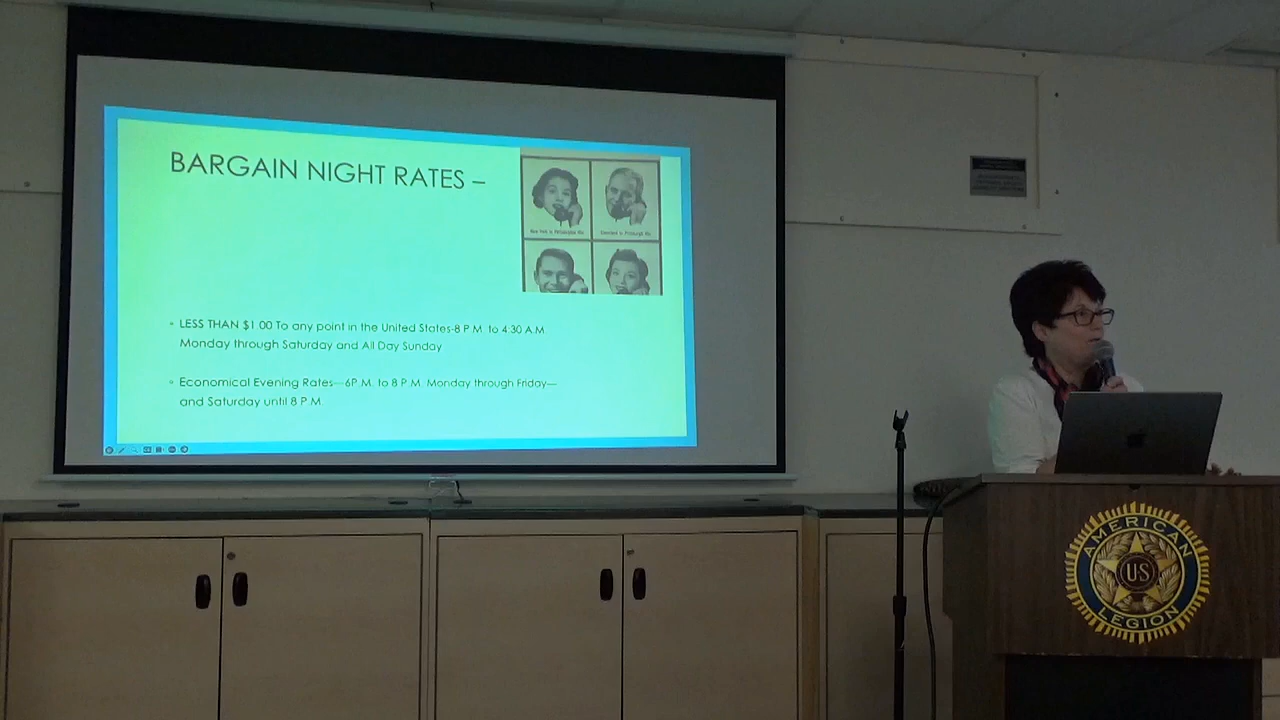 BARGAIN NIGHT RATES –
LESS THAN $1.00 To any point in the United States-8 P.M. to 4:30 A.M
Monday through Saturday and All Day Sunday
Economical Evening Rates—6P.M. to 8 P.M. Monday through Friday—
and Saturday until 8 P.M.
AMERICAN
U·S
LEGION